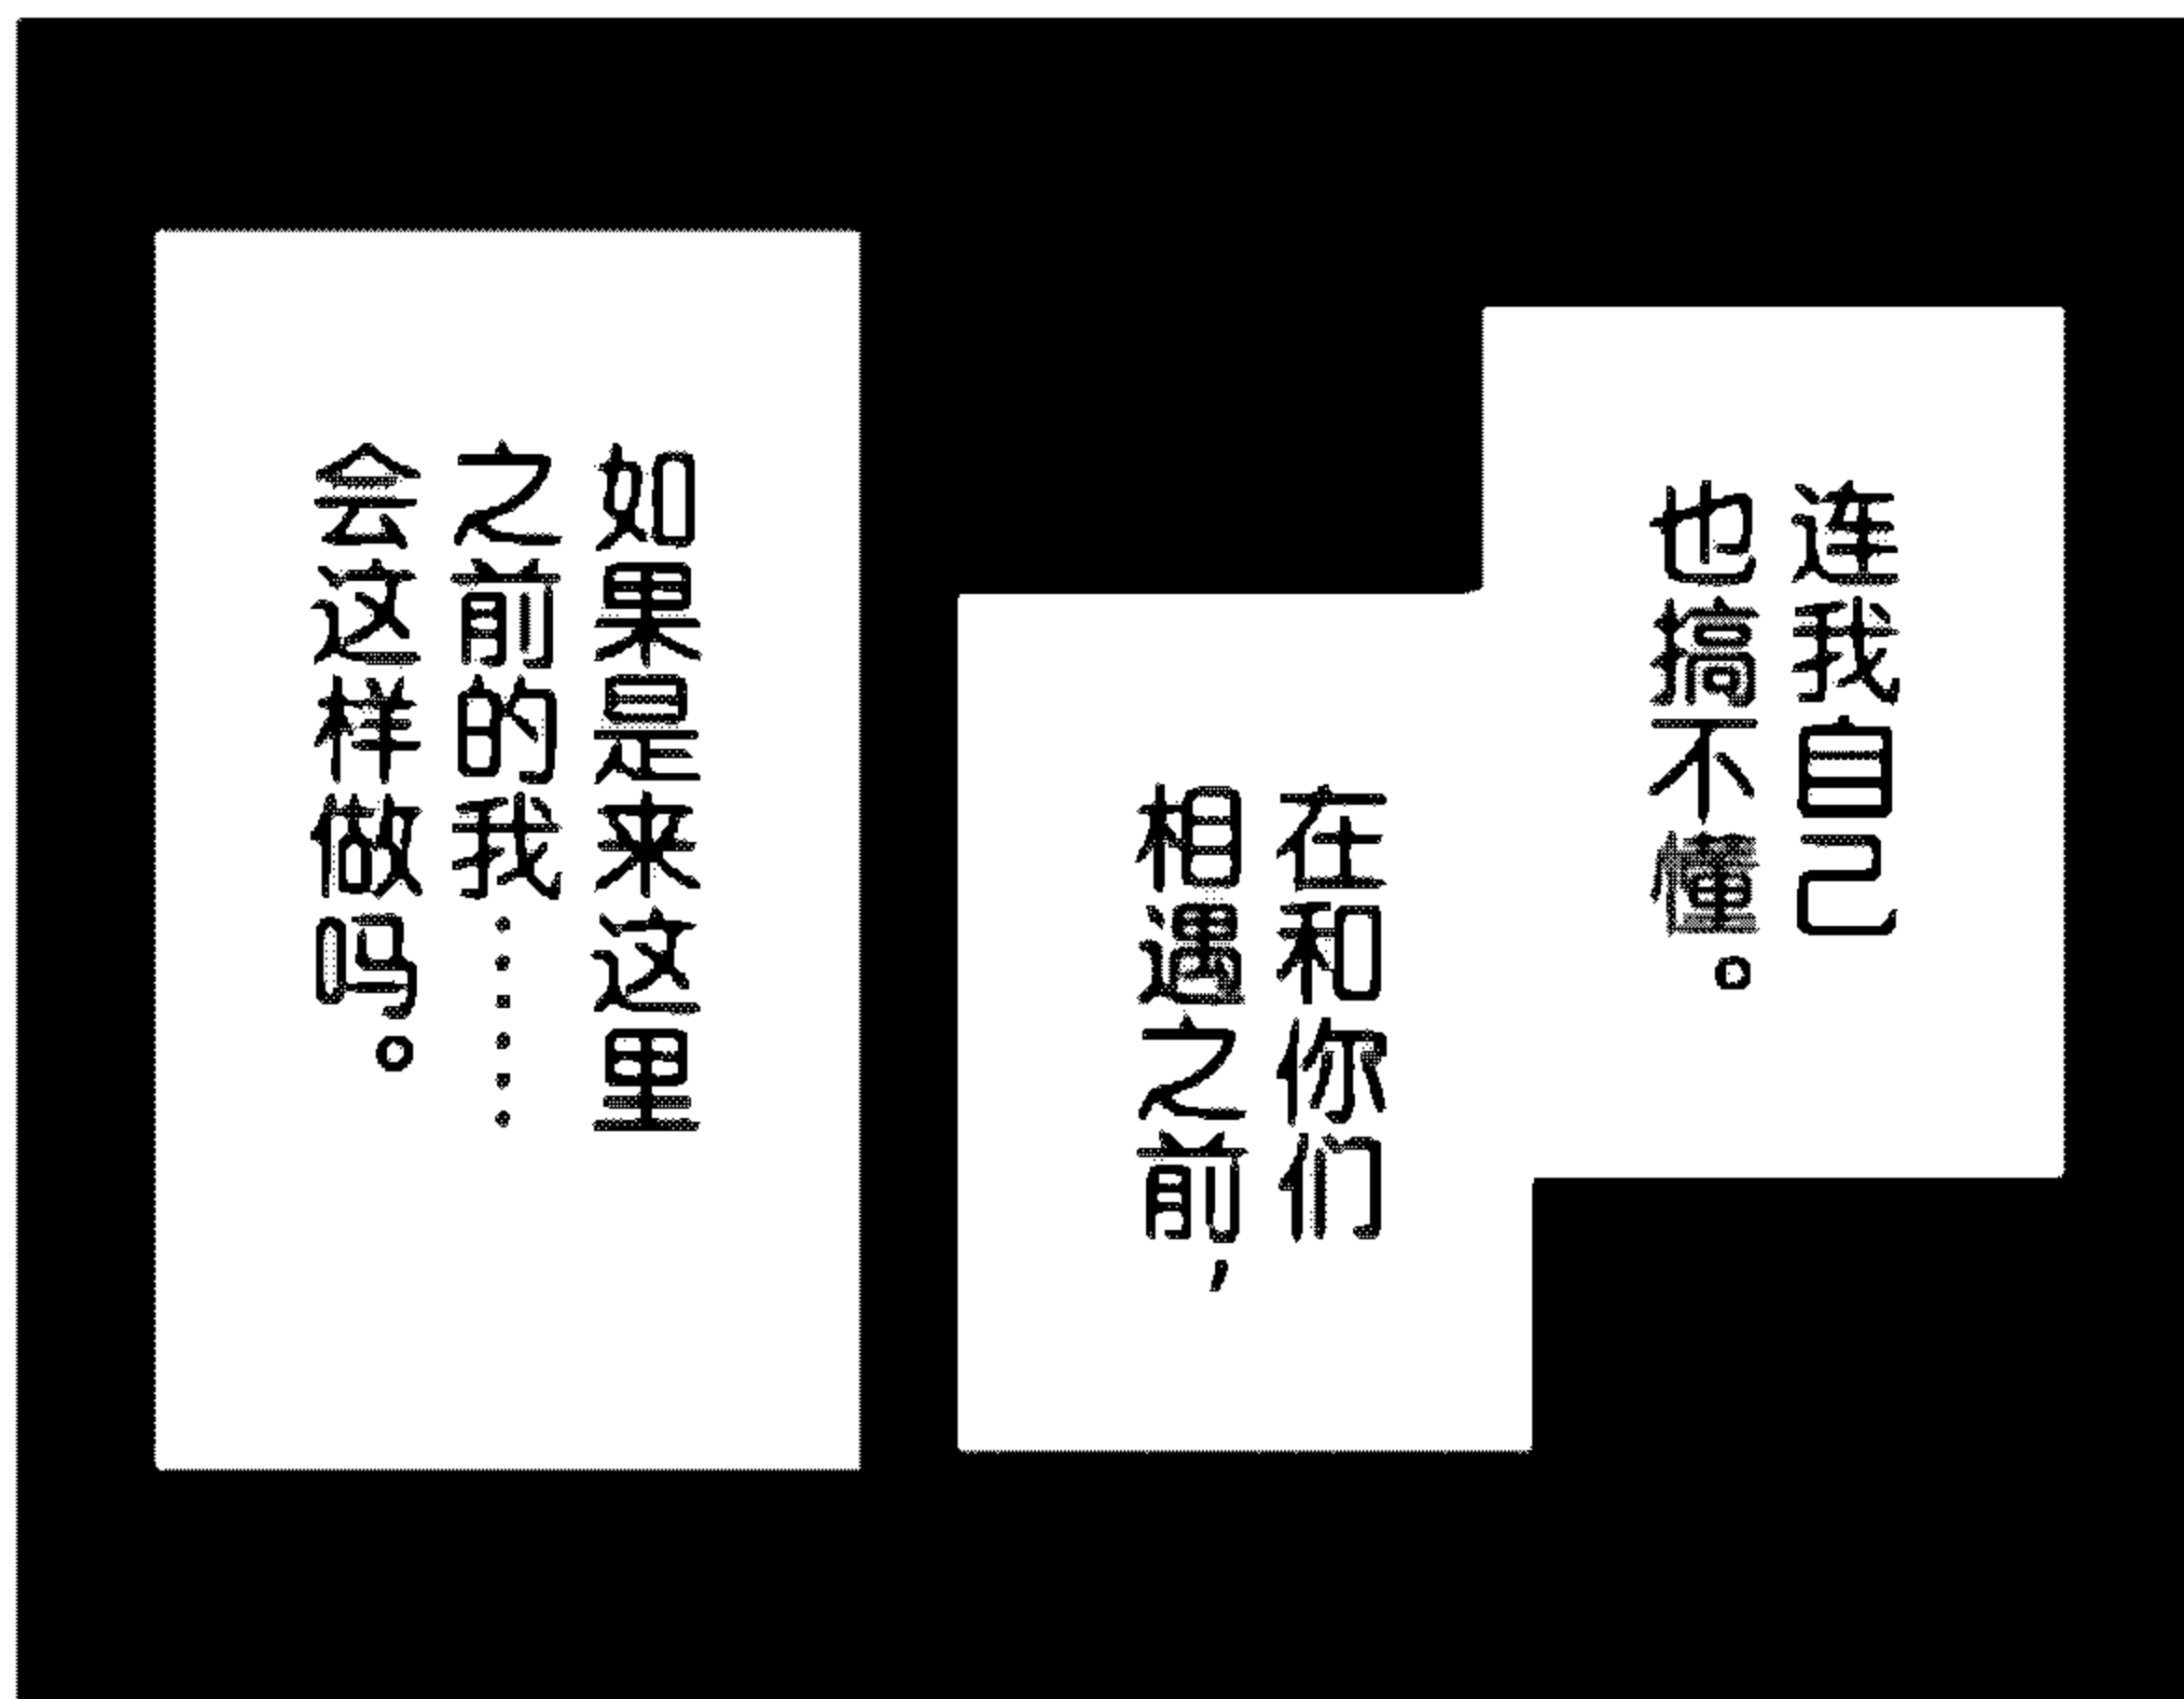 连我自己
也搞不懂。
在和你们
相遇之前，
如果是来这里
之前的我……
会这样做吗。